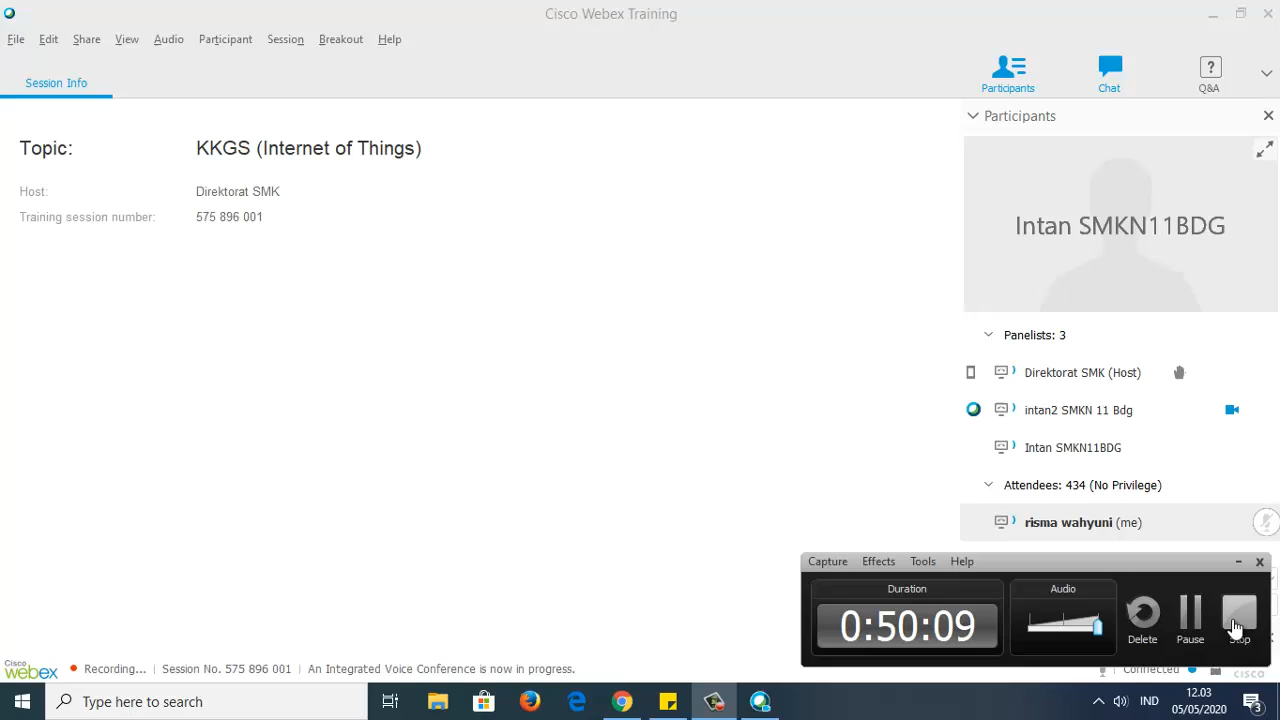 Cisco Webex Training
File Edit Share View Audio Participant Session Breakout Help
Session Info
Participants
Chat
Q&A
Participants
Topic: KKGS (Internet of Things)
Host: Direktorat SMK
Training session number: 575 896 001
Intan SMKN11BDG
Panelists: 3
Direktorat SMK (Host)
intan2 SMKN 11 Bdg
Intan SMKN11BDG
Attendees: 434 (No Privilege)
risma wahyuni (me)
Capture Effects Tools Help
Duration
0:50:09
Audio
Delete
Pause
Stop
Cisco
webex
Recording... Session No. 575 896 001 An Integrated Voice Conference is now in progress.
Connected
CISCO
Type here to search
IND
12.03
05/05/2020
3